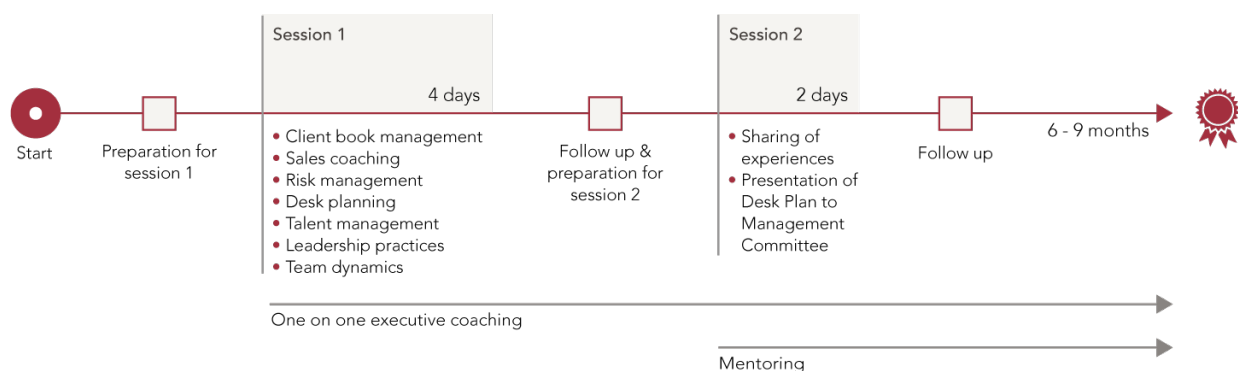 Session 1
4 days
Session 2
2 days
6 - 9 months
Start
Preparation for
session 1
• Client book management
• Sales coaching
• Risk management
• Desk planning
• Talent management
• Leadership practices
• Team dynamics
Follow up &
preparation for
session 2
• Sharing of
experiences
• Presentation of
Desk Plan to
Management
Committee
Follow up
One on one executive coaching
Mentoring